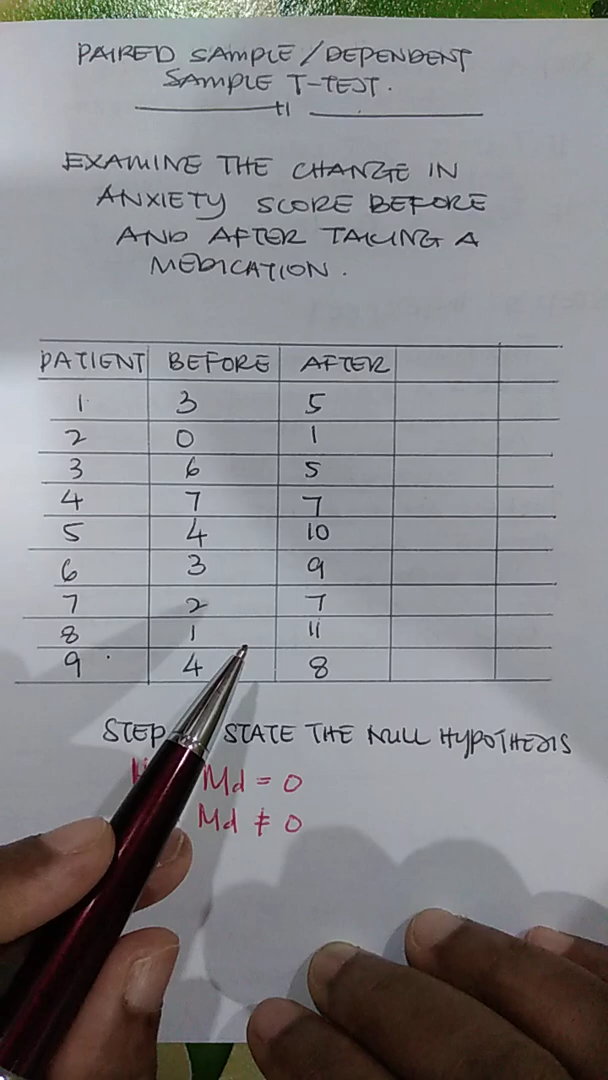 PAIRED SAMPLE/DEPENDENT
SAMPLE T-TEST.
EXAMINE THE CHANGE IN
ANXIETY SCORE BEFORE
AND AFTER TAKING A
MEDICATION.
PATIENT BEFORE AFTER
1 3 5
2 0 1
3 6 5
4 7 7
5 4 10
6 3 9
7 2 7
8 1 11
9 4 8
STEP STATE THE NULL HYPOTHESIS
Md = 0
Md ≠ 0